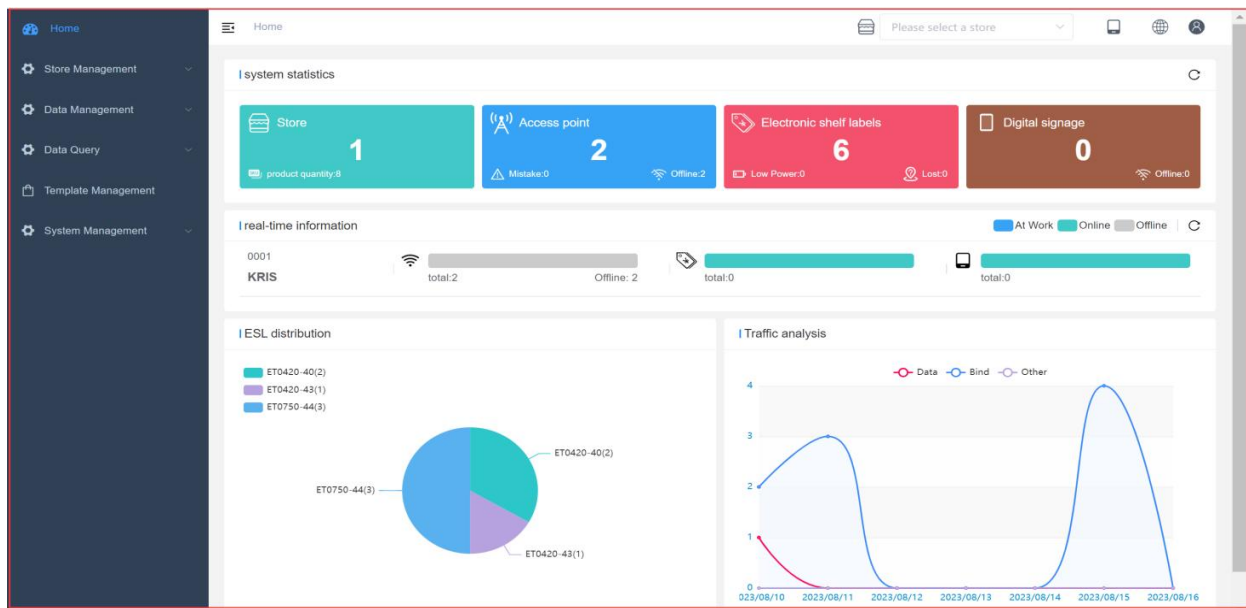 Home
Store Management
Data Management
Data Query
Template Management
System Management
Home
Please select a store
system statistics
Store
1
product quantity:8
Access point
2
Mistake:0 Offline:2
Electronic shelf labels
6
Low Power:0 Lost:0
Digital signage
0
Offline:0
real-time information
At Work Online Offline
0001
KRIS
total:2 Offline: 2
total:0
total:0
ESL distribution
ET0420-40(2)
ET0420-43(1)
ET0750-44(3)
ET0420-40(2)
ET0750-44(3)
ET0420-43(1)
Traffic analysis
Data Bind Other
4
3
2
1
0
023/08/10 2023/08/11 2023/08/12 2023/08/13 2023/08/14 2023/08/15 2023/08/16